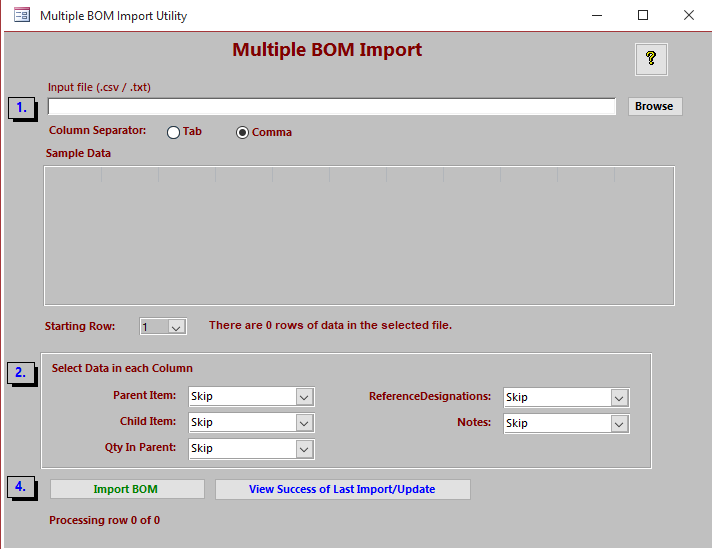 Multiple BOM Import Utility
Multiple BOM Import
?
Input file (.csv / .txt)
1.
Browse
Column Separator: Tab Comma
Sample Data
Starting Row: 1 There are 0 rows of data in the selected file.
2.
Select Data in each Column
Parent Item: Skip ReferenceDesignations: Skip
Child Item: Skip Notes: Skip
Qty In Parent: Skip
4.
Import BOM View Success of Last Import/Update
Processing row 0 of 0